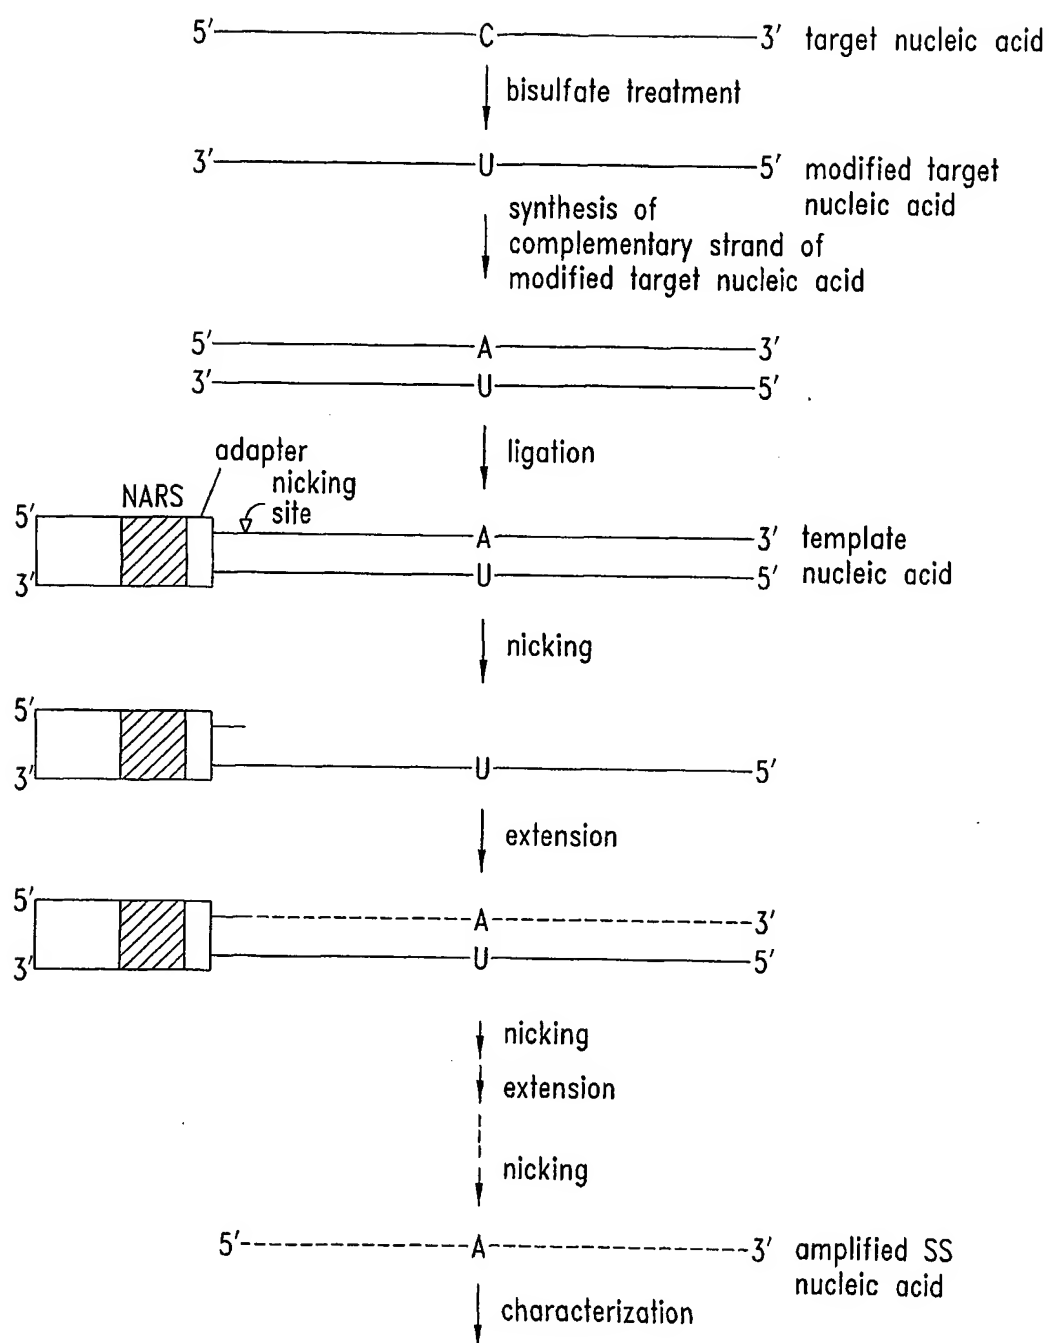 5' C 3' target nucleic acid
bisulfate treatment
3' U 5' modified target
nucleic acid
synthesis of
complementary strand of
modified target nucleic acid
5' A 3'
3' U 5'
ligation
adapter
NARS nicking
site
5' A 3' template
3' U 5' nucleic acid
nicking
5'
3' U 5'
extension
5' A 3'
3' U 5'
nicking
extension
nicking
5' A 3' amplified SS
nucleic acid
characterization